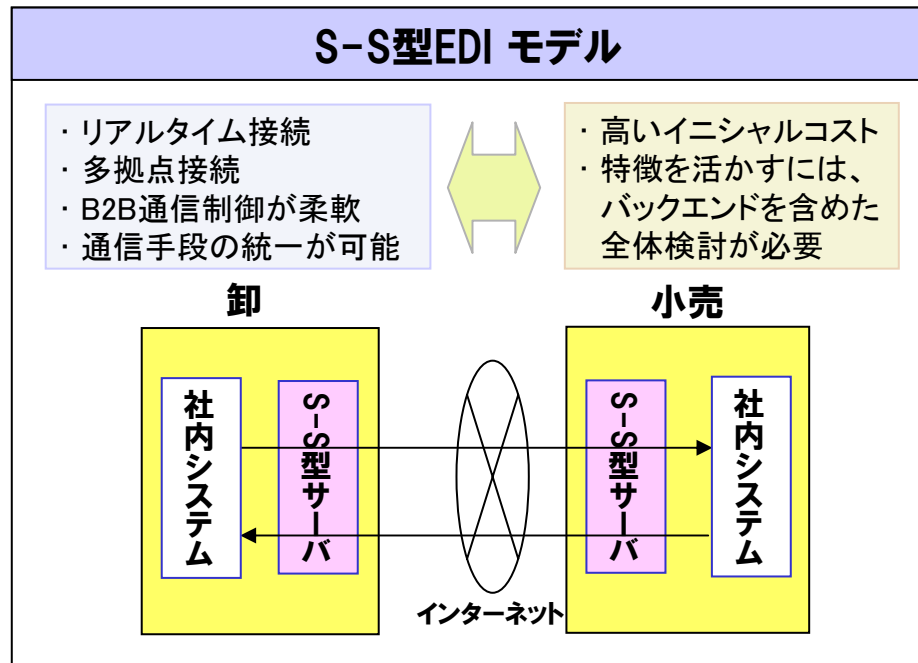 S-S型EDI モデル
・リアルタイム接続
・多拠点接続
・B2B通信制御が柔軟
・通信手段の統一が可能
・高いイニシャルコスト
・特徴を活かすには、
バックエンドを含めた
全体検討が必要
卸
小売
社内システム
S-S型サーバ
S-S型サーバ
社内システム
インターネット